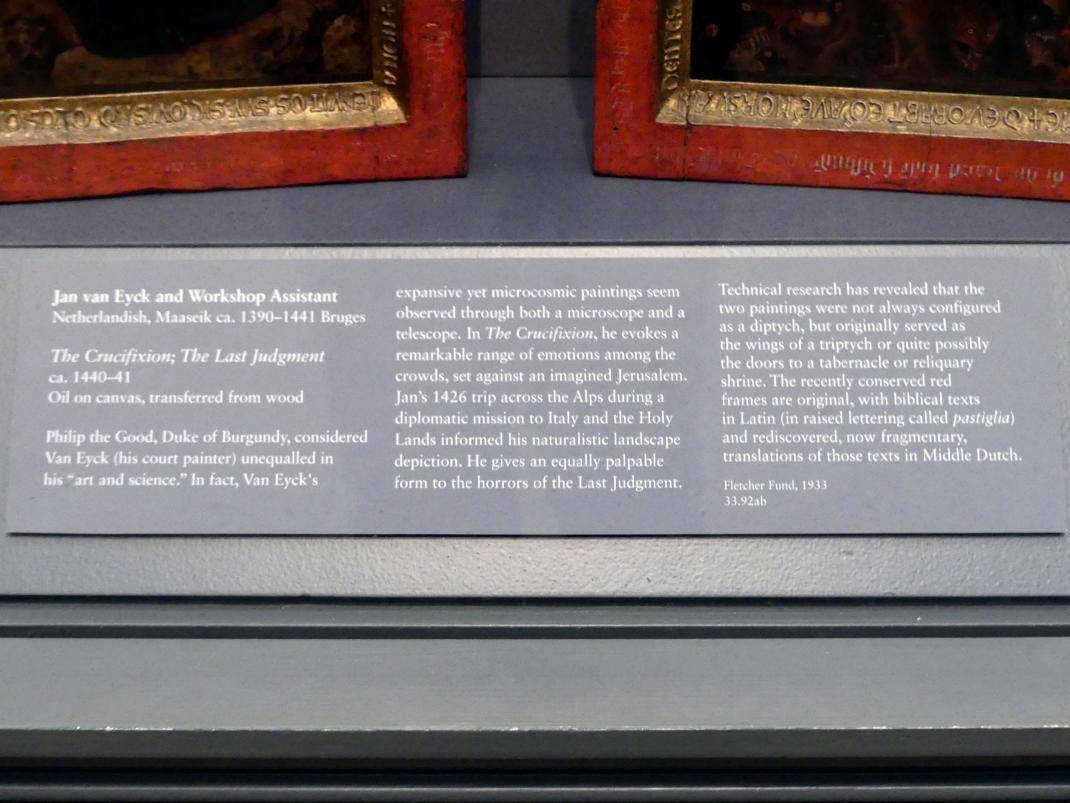 Jan van Eyck and Workshop Assistant
Netherlandish, Maaseik ca. 1390–1441 Bruges
The Crucifixion; The Last Judgment
ca. 1440–41
Oil on canvas, transferred from wood
Philip the Good, Duke of Burgundy, considered
Van Eyck (his court painter) unequalled in
his “art and science.” In fact, Van Eyck's
expansive yet microcosmic paintings seem
observed through both a microscope and a
telescope. In The Crucifixion, he evokes a
remarkable range of emotions among the
crowds, set against an imagined Jerusalem.
Jan's 1426 trip across the Alps during a
diplomatic mission to Italy and the Holy
Lands informed his naturalistic landscape
depiction. He gives an equally palpable
form to the horrors of the Last Judgment.
Technical research has revealed that the
two paintings were not always configured
as a diptych, but originally served as
the wings of a triptych or quite possibly
the doors to a tabernacle or reliquary
shrine. The recently conserved red
frames are original, with biblical texts
in Latin (in raised lettering called pastiglia)
and rediscovered, now fragmentary,
translations of those texts in Middle Dutch.
Fletcher Fund, 1933
33.92ab